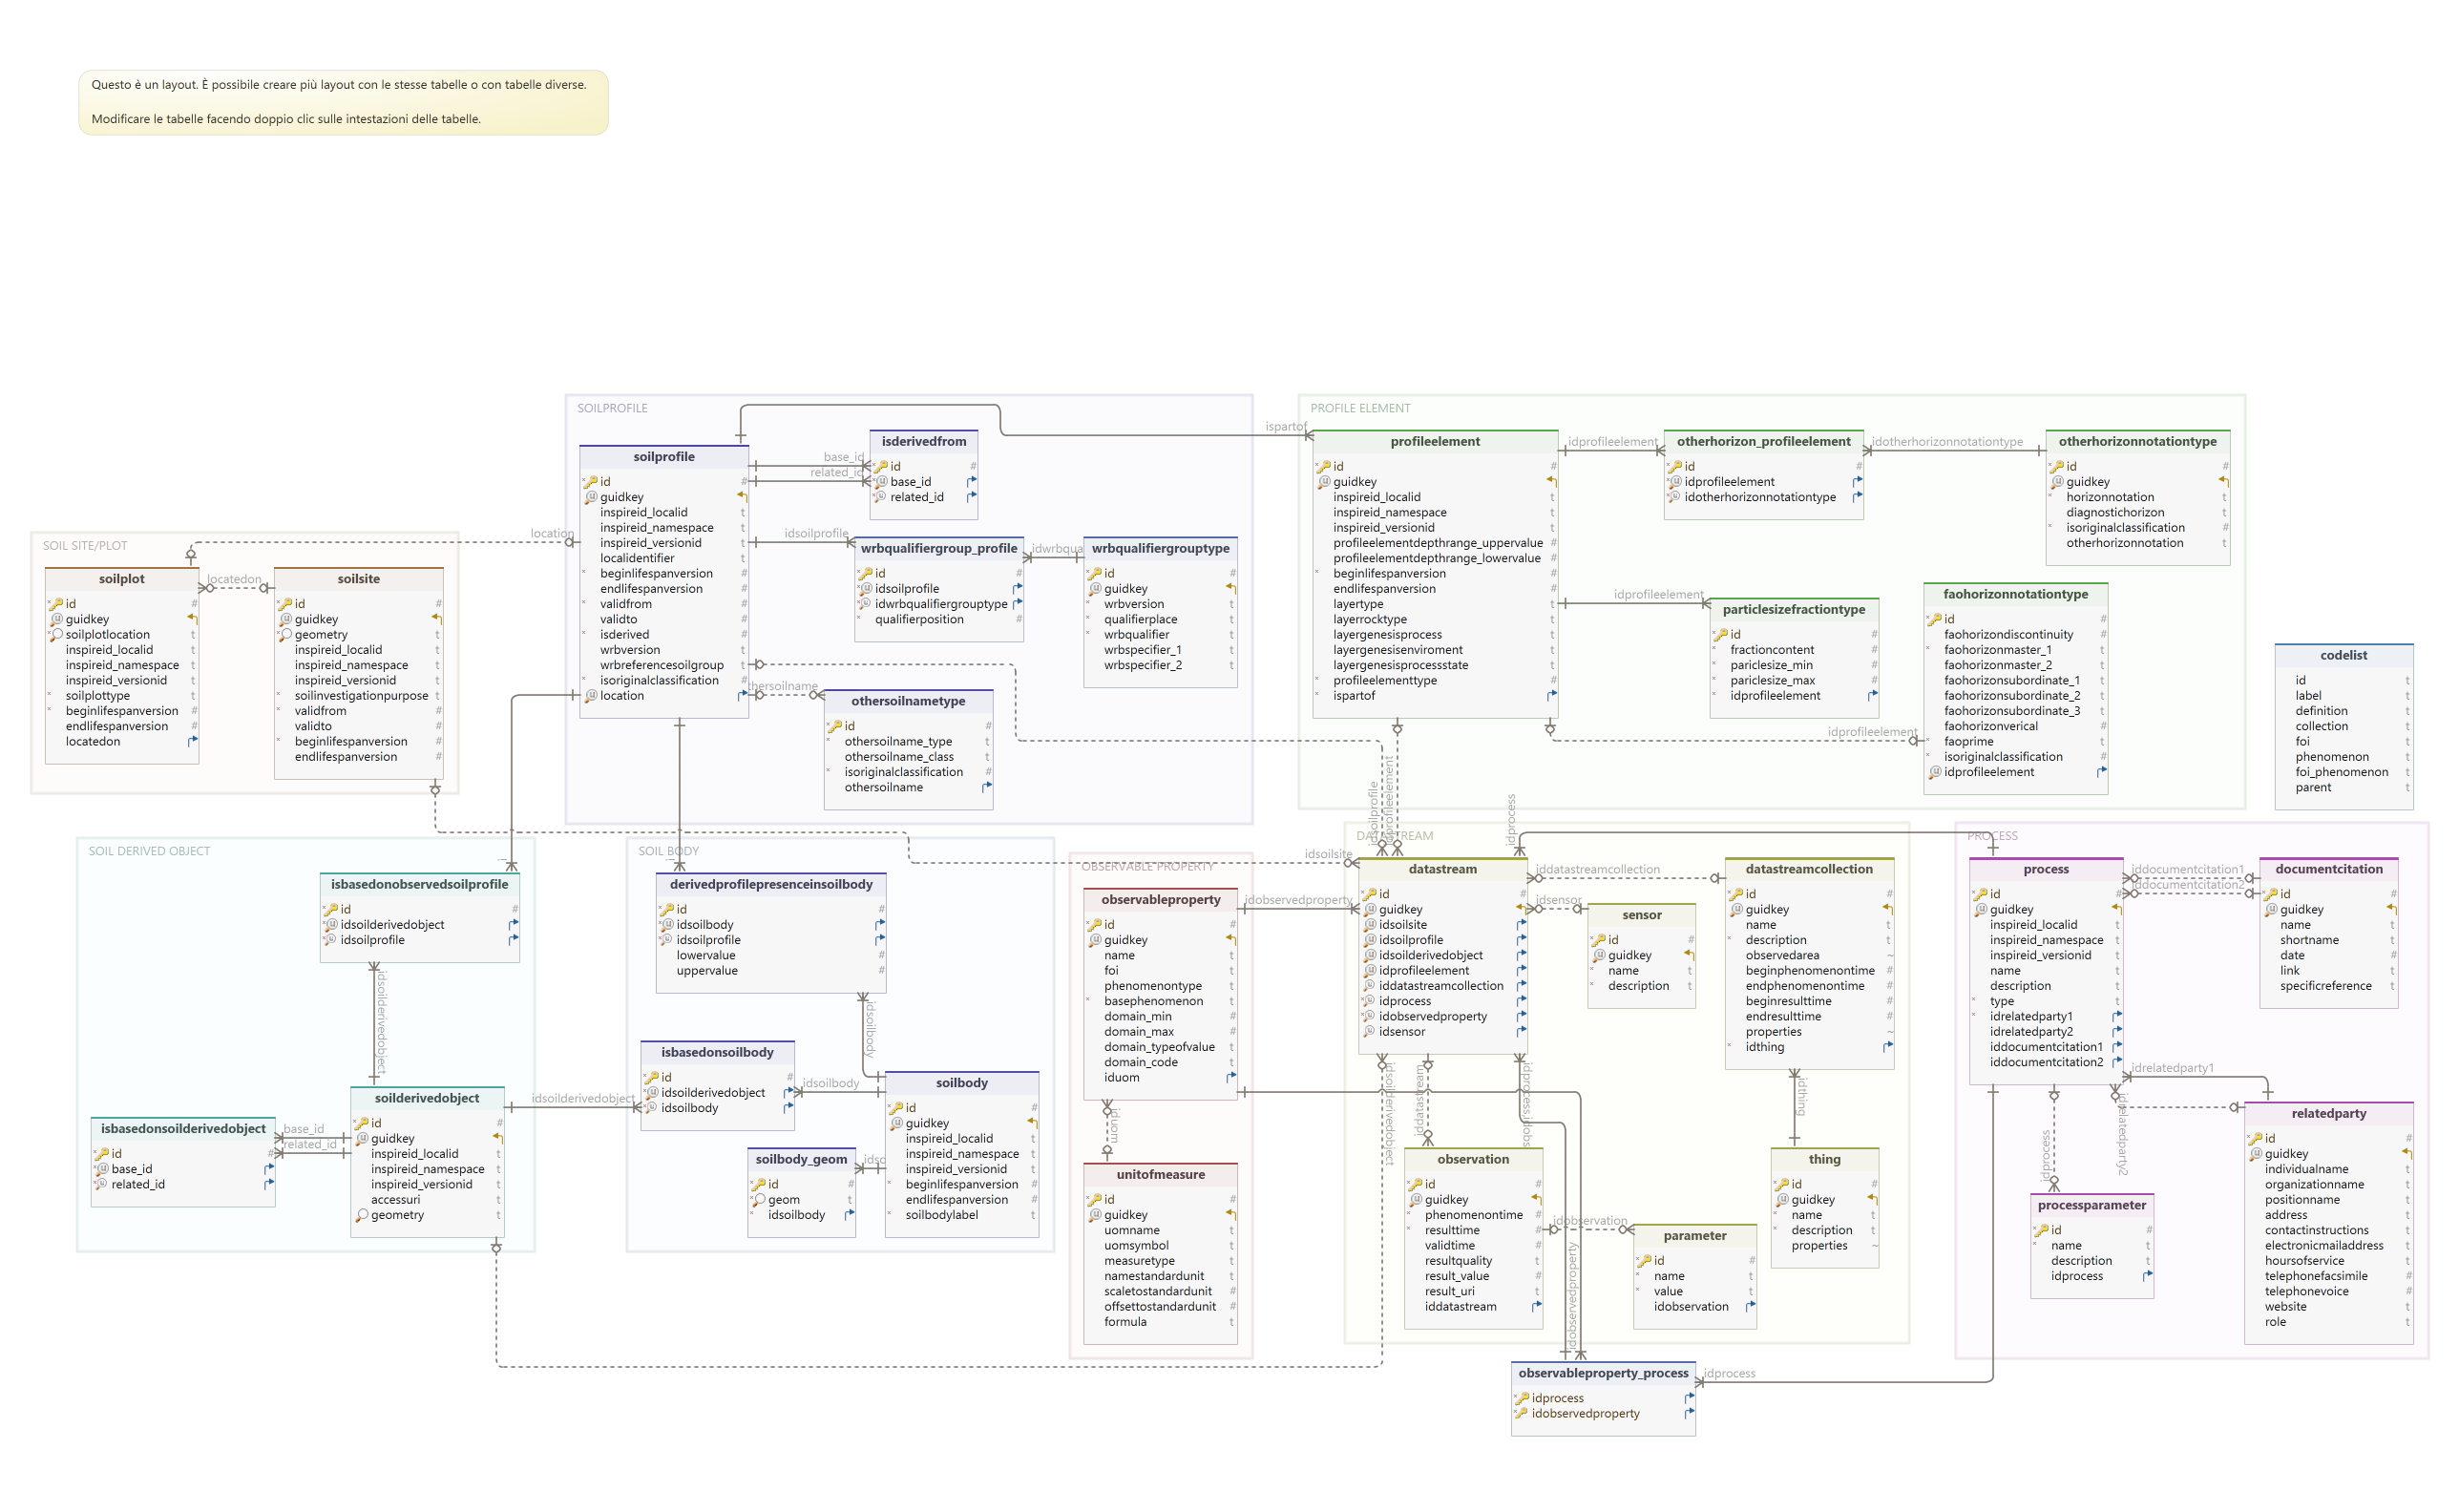 Questo è un layout. È possibile creare più layout con le stesse tabelle o con tabelle diverse.
Modificare le tabelle facendo doppio clic sulle intestazioni delle tabelle.
SOIL SITE/PLOT
soilplot
id #
guidkey
soilplotlocation t
inspireid_localid t
inspireid_namespace t
inspireid_versionid t
soilplottype t
beginlifespanversion #
endlifespanversion #
locatedon
locatedon
soilsite
id #
guidkey
geometry t
inspireid_localid t
inspireid_namespace t
inspireid_versionid t
soilinvestigationpurpose t
validfrom #
validto #
beginlifespanversion #
endlifespanversion #
location
SOILPROFILE
soilprofile
id #
guidkey
inspireid_localid t
inspireid_namespace t
inspireid_versionid t
localidentifier t
beginlifespanversion #
endlifespanversion #
validfrom #
validto #
isderived #
wrbversion t
wrbreferencesoilgroup t
isoriginalclassification #
location
base_id
related_id
isderivedfrom
id #
base_id
related_id
idsoilprofile
wrbqualifiergroup_profile
id #
idsoilprofile
idwrbqualifiergrouptype
qualifierposition #
idwrbqua
wrbqualifiergrouptype
id #
guidkey
wrbversion t
qualifierplace t
wrbqualifier t
wrbspecifier_1 t
wrbspecifier_2 t
thersoilname
othersoilnametype
id #
othersoilname_type t
othersoilname_class t
isoriginalclassification #
othersoilname
ispartof
PROFILE ELEMENT
profileelement
id #
guidkey
inspireid_localid t
inspireid_namespace t
inspireid_versionid t
profileelementdepthrange_uppervalue #
profileelementdepthrange_lowervalue #
beginlifespanversion #
endlifespanversion #
layertype t
layerrocktype t
layergenesisprocess t
layergenesisenviroment t
layergenesisprocessstate t
profileelementtype #
ispartof
idprofileelement
otherhorizon_profileelement
id #
idprofileelement
idotherhorizonnotationtype
idotherhorizonnotationtype
otherhorizonnotationtype
id #
guidkey
horizonnotation t
diagnostichorizon t
isoriginalclassification #
otherhorizonnotation t
idprofileelement
particlesizefractiontype
id #
fractioncontent #
pariclesize_min #
pariclesize_max #
idprofileelement
faohorizonnotationtype
id #
faohorizondiscontinuity #
faohorizonmaster_1 t
faohorizonmaster_2 t
faohorizonsubordinate_1 t
faohorizonsubordinate_2 t
faohorizonsubordinate_3 t
faohorizonverical #
faoprime t
isoriginalclassification #
idprofileelement
idprofileelement
codelist
id t
label t
definition t
collection t
foi t
phenomenon t
foi_phenomenon t
parent t
SOIL DERIVED OBJECT
isbasedonobservedsoilprofile
id #
idsoilderivedobject
idsoilprofile
idsoilderivedobject
soilderivedobject
id #
guidkey
inspireid_localid t
inspireid_namespace t
inspireid_versionid t
accessuri t
geometry t
base_id
related_id
isbasedonsoilderivedobject
id #
base_id
related_id
idsoilderivedobject
SOIL BODY
derivedprofilepresenceinsoilbody
id #
idsoilbody
idsoilprofile
lowervalue #
uppervalue #
idsoilbody
isbasedonsoilbody
id #
idsoilderivedobject
idsoilbody
idsoilbody
soilbody
id #
guidkey
inspireid_localid t
inspireid_namespace t
inspireid_versionid t
beginlifespanversion #
endlifespanversion #
soilbodylabel t
soilbody_geom
id #
geom t
idsoilbody
OBSERVABLE PROPERTY
observableproperty
id #
guidkey
name t
foi t
phenomenontype t
basephenomenon t
domain_min #
domain_max #
domain_typeofvalue t
domain_code t
iduom
iduom
unitofmeasure
id #
guidkey
uomname t
uomsymbol t
measuretype t
namestandardunit t
scaletostandardunit #
offsettostandardunit #
formula t
idsoilsite
idobservedproperty
idsoilprofile
idprofileelement
idprocess
DATASTREAM
datastream
id #
guidkey
idsoilsite
idsoilprofile
idsoilderivedobject
idprofileelement
iddatastreamcollection
idprocess
idobservedproperty
idsensor
iddatastreamcollection
idsensor
sensor
id #
guidkey
name t
description t
datastreamcollection
id #
guidkey
name t
description t
observedarea ~
beginphenomenontime #
endphenomenontime #
beginresulttime #
endresulttime #
properties ~
idthing
idthing
thing
id #
guidkey
name t
description t
properties ~
idsoilderivedobject
iddatastream
observation
id #
guidkey
phenomenontime #
resulttime #
validtime #
resultquality t
result_value #
result_uri t
iddatastream
idobservation
parameter
id #
name t
value t
idobservation
idobservedproperty
observableproperty_process
idprocess
idobservedproperty
idprocess
PROCESS
process
id #
guidkey
inspireid_localid t
inspireid_namespace t
inspireid_versionid t
name t
description t
type t
idrelatedparty1
idrelatedparty2
iddocumentcitation1
iddocumentcitation2
iddocumentcitation1
iddocumentcitation2
documentcitation
id #
guidkey
name t
shortname t
date #
link t
specificreference t
idrelatedparty1
idrelatedparty2
idprocess
processparameter
id #
name t
description t
idprocess
relatedparty
id #
guidkey
individualname t
organizationname t
positionname t
address t
contactinstructions t
electronicmailaddress t
hoursofservice t
telephonefacsimile #
telephonevoice #
website t
role t